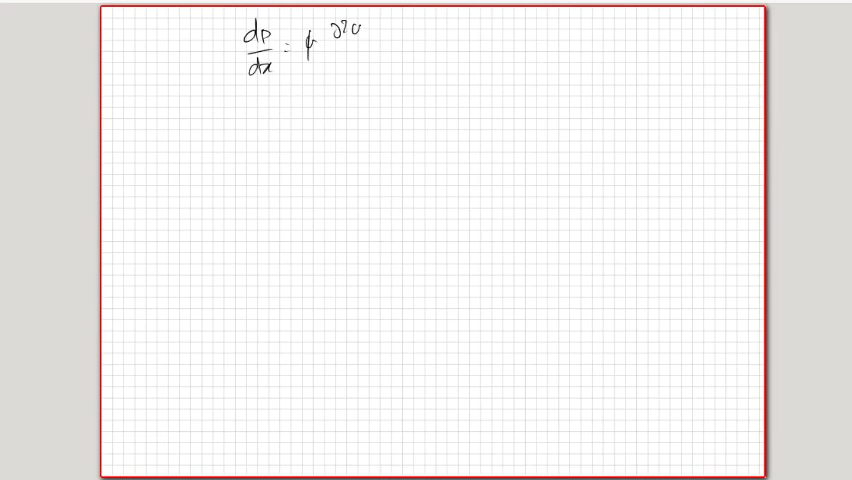 dp/dx = μ ∂²u